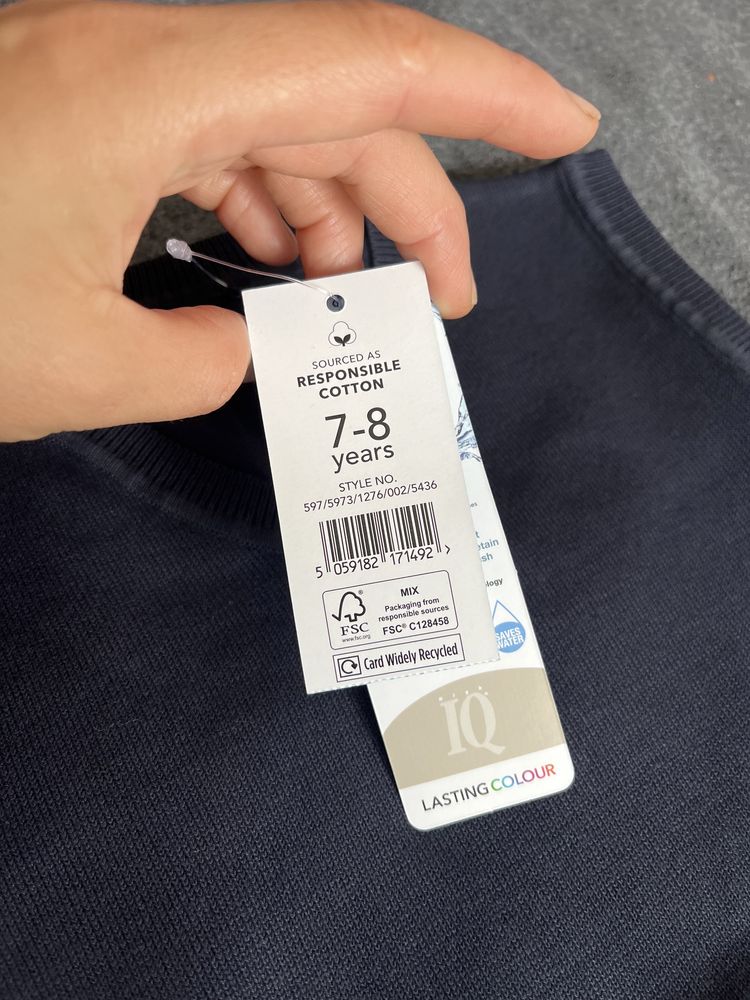 SOURCED AS
RESPONSIBLE
COTTON
7-8
years
STYLE NO.
597/5973/1276/002/5436
5 059182 171492 >
FSC®
www.fsc.org
MIX
Packaging from
responsible sources
FSC® C128458
Card Widely Recycled
SAVES
WATER
IQ
LASTING COLOUR